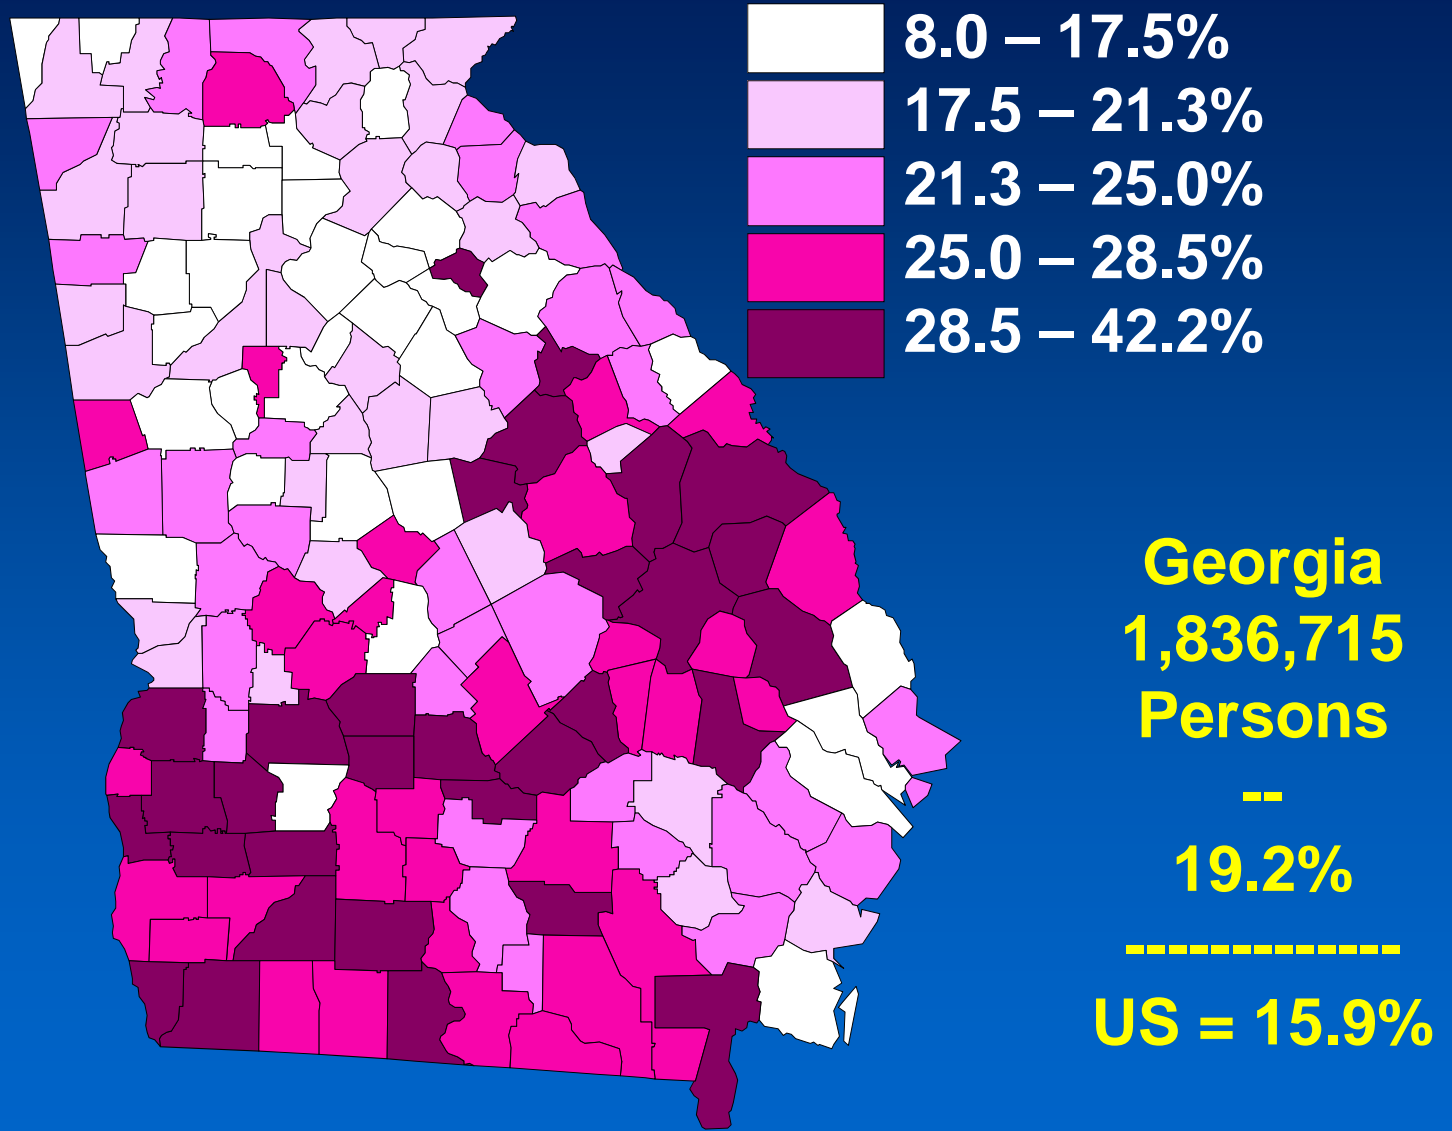 8.0 – 17.5%
17.5 – 21.3%
21.3 – 25.0%
25.0 – 28.5%
28.5 – 42.2%
Georgia
1,836,715
Persons
--
19.2%
-------------
US = 15.9%